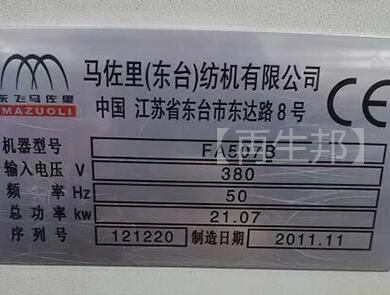 马佐里(东台)纺机有限公司
东飞马佐里
MAZUOLI
中国 江苏省东台市东达路8号
CE
机器型号 FA507B
输入电压 V 380
频率 Hz 50
总功率 kw 21.07
序列号 121220 制造日期 2011.11
【再生邦】